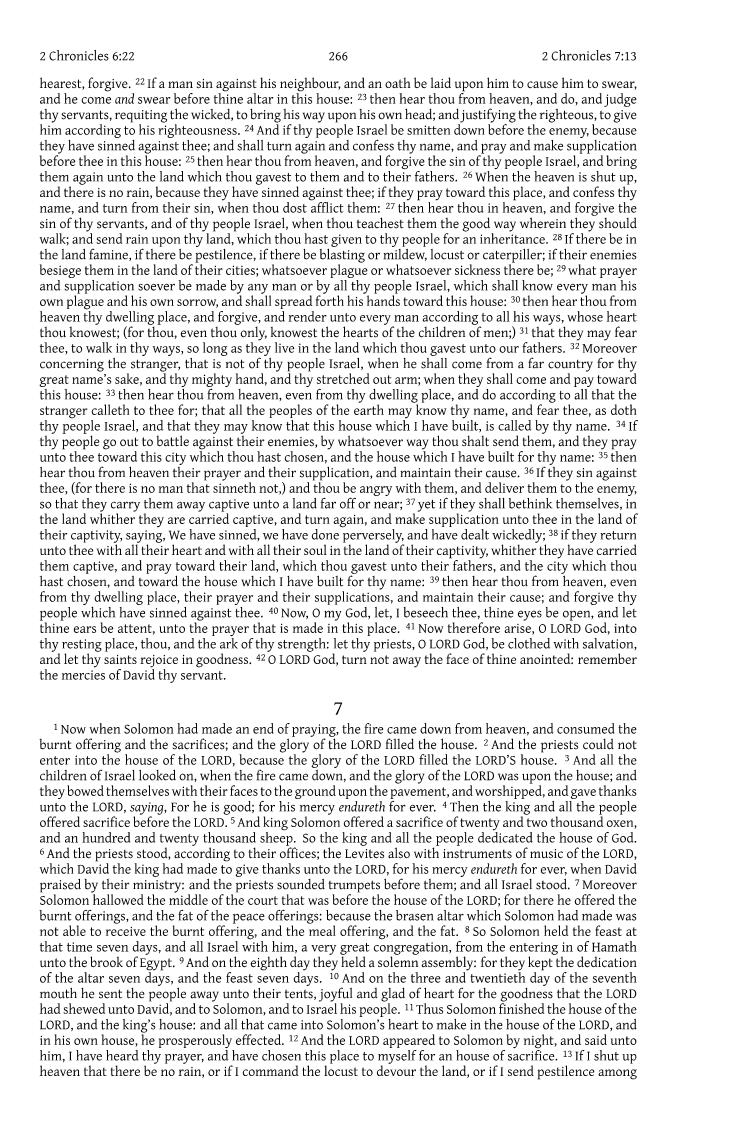 2 Chronicles 6:22 266 2 Chronicles 7:13
hearest, forgive. 22 If a man sin against his neighbour, and an oath be laid upon him to cause him to swear,
and he come and swear before thine altar in this house: 23 then hear thou from heaven, and do, and judge
thy servants, requiting the wicked, to bring his way upon his own head; and justifying the righteous, to give
him according to his righteousness. 24 And if thy people Israel be smitten down before the enemy, because
they have sinned against thee; and shall turn again and confess thy name, and pray and make supplication
before thee in this house: 25 then hear thou from heaven, and forgive the sin of thy people Israel, and bring
them again unto the land which thou gavest to them and to their fathers. 26 When the heaven is shut up,
and there is no rain, because they have sinned against thee; if they pray toward this place, and confess thy
name, and turn from their sin, when thou dost afflict them: 27 then hear thou in heaven, and forgive the
sin of thy servants, and of thy people Israel, when thou teachest them the good way wherein they should
walk; and send rain upon thy land, which thou hast given to thy people for an inheritance. 28 If there be in
the land famine, if there be pestilence, if there be blasting or mildew, locust or caterpiller; if their enemies
besiege them in the land of their cities; whatsoever plague or whatsoever sickness there be; 29 what prayer
and supplication soever be made by any man or by all thy people Israel, which shall know every man his
own plague and his own sorrow, and shall spread forth his hands toward this house: 30 then hear thou from
heaven thy dwelling place, and forgive, and render unto every man according to all his ways, whose heart
thou knowest; (for thou, even thou only, knowest the hearts of the children of men;) 31 that they may fear
thee, to walk in thy ways, so long as they live in the land which thou gavest unto our fathers. 32 Moreover
concerning the stranger, that is not of thy people Israel, when he shall come from a far country for thy
great name's sake, and thy mighty hand, and thy stretched out arm; when they shall come and pay toward
this house: 33 then hear thou from heaven, even from thy dwelling place, and do according to all that the
stranger calleth to thee for; that all the peoples of the earth may know thy name, and fear thee, as doth
thy people Israel, and that they may know that this house which I have built, is called by thy name. 34 If
thy people go out to battle against their enemies, by whatsoever way thou shalt send them, and they pray
unto thee toward this city which thou hast chosen, and the house which I have built for thy name: 35 then
hear thou from heaven their prayer and their supplication, and maintain their cause. 36 If they sin against
thee, (for there is no man that sinneth not,) and thou be angry with them, and deliver them to the enemy,
so that they carry them away captive unto a land far off or near; 37 yet if they shall bethink themselves, in
the land whither they are carried captive, and turn again, and make supplication unto thee in the land of
their captivity, saying, We have sinned, we have done perversely, and have dealt wickedly; 38 if they return
unto thee with all their heart and with all their soul in the land of their captivity, whither they have carried
them captive, and pray toward their land, which thou gavest unto their fathers, and the city which thou
hast chosen, and toward the house which I have built for thy name: 39 then hear thou from heaven, even
from thy dwelling place, their prayer and their supplications, and maintain their cause; and forgive thy
people which have sinned against thee. 40 Now, O my God, let, I beseech thee, thine eyes be open, and let
thine ears be attent, unto the prayer that is made in this place. 41 Now therefore arise, O LORD God, into
thy resting place, thou, and the ark of thy strength: let thy priests, O LORD God, be clothed with salvation,
and let thy saints rejoice in goodness. 42 O LORD God, turn not away the face of thine anointed: remember
the mercies of David thy servant.
7
1 Now when Solomon had made an end of praying, the fire came down from heaven, and consumed the
burnt offering and the sacrifices; and the glory of the LORD filled the house. 2 And the priests could not
enter into the house of the LORD, because the glory of the LORD filled the LORD'S house. 3 And all the
children of Israel looked on, when the fire came down, and the glory of the LORD was upon the house; and
they bowed themselves with their faces to the ground upon the pavement, and worshipped, and gave thanks
unto the LORD, saying, For he is good; for his mercy endureth for ever. 4 Then the king and all the people
offered sacrifice before the LORD. 5 And king Solomon offered a sacrifice of twenty and two thousand oxen,
and an hundred and twenty thousand sheep. So the king and all the people dedicated the house of God.
6 And the priests stood, according to their offices; the Levites also with instruments of music of the LORD,
which David the king had made to give thanks unto the LORD, for his mercy endureth for ever, when David
praised by their ministry: and the priests sounded trumpets before them; and all Israel stood. 7 Moreover
Solomon hallowed the middle of the court that was before the house of the LORD; for there he offered the
burnt offerings, and the fat of the peace offerings: because the brasen altar which Solomon had made was
not able to receive the burnt offering, and the meal offering, and the fat. 8 So Solomon held the feast at
that time seven days, and all Israel with him, a very great congregation, from the entering in of Hamath
unto the brook of Egypt. 9 And on the eighth day they held a solemn assembly: for they kept the dedication
of the altar seven days, and the feast seven days. 10 And on the three and twentieth day of the seventh
mouth he sent the people away unto their tents, joyful and glad of heart for the goodness that the LORD
had shewed unto David, and to Solomon, and to Israel his people. 11 Thus Solomon finished the house of the
LORD, and the king's house: and all that came into Solomon's heart to make in the house of the LORD, and
in his own house, he prosperously effected. 12 And the LORD appeared to Solomon by night, and said unto
him, I have heard thy prayer, and have chosen this place to myself for an house of sacrifice. 13 If I shut up
heaven that there be no rain, or if I command the locust to devour the land, or if I send pestilence among